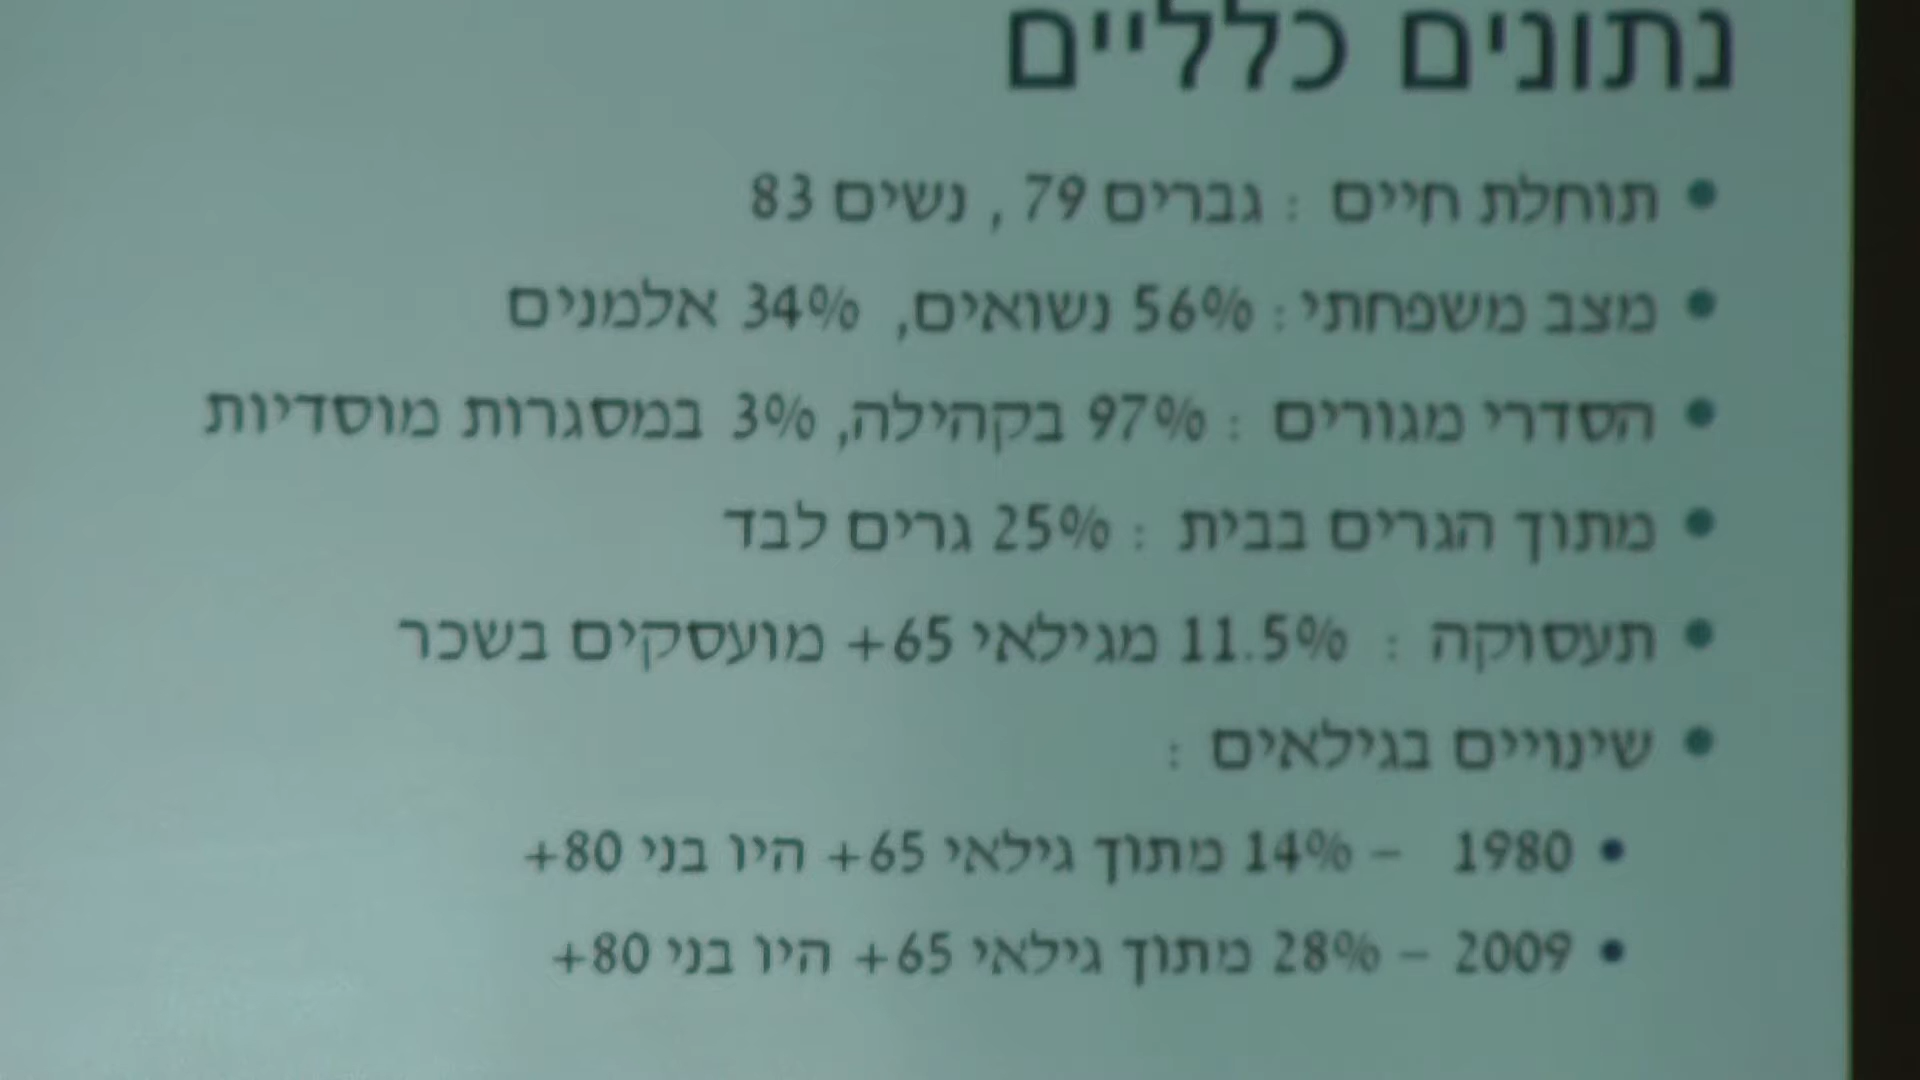 נתונים כלליים
• תוחלת חיים : גברים 79 , נשים 83
• מצב משפחתי : 56% נשואים, 34% אלמנים
• הסדרי מגורים : 97% בקהילה, 3% במסגרות מוסדיות
• מתוך הגרים בבית : 25% גרים לבד
• תעסוקה : 11.5% מגילאי 65+ מועסקים בשכר
• שינויים בגילאים :
• 1980 – 14% מתוך גילאי 65+ היו בני 80+
• 2009 – 28% מתוך גילאי 65+ היו בני 80+